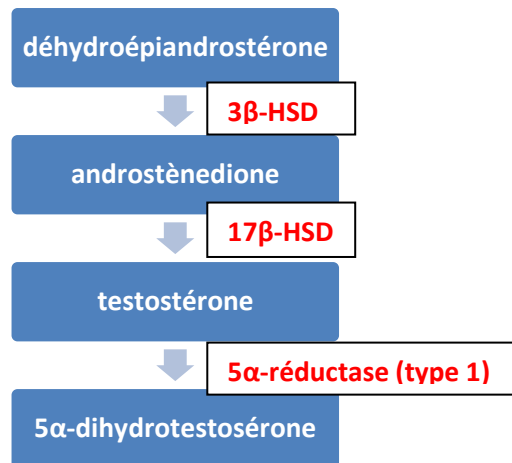 déhydroépiandrostérone
3β-HSD
androstènedione
17β-HSD
testostérone
5α-réductase (type 1)
5α-dihydrotestosérone